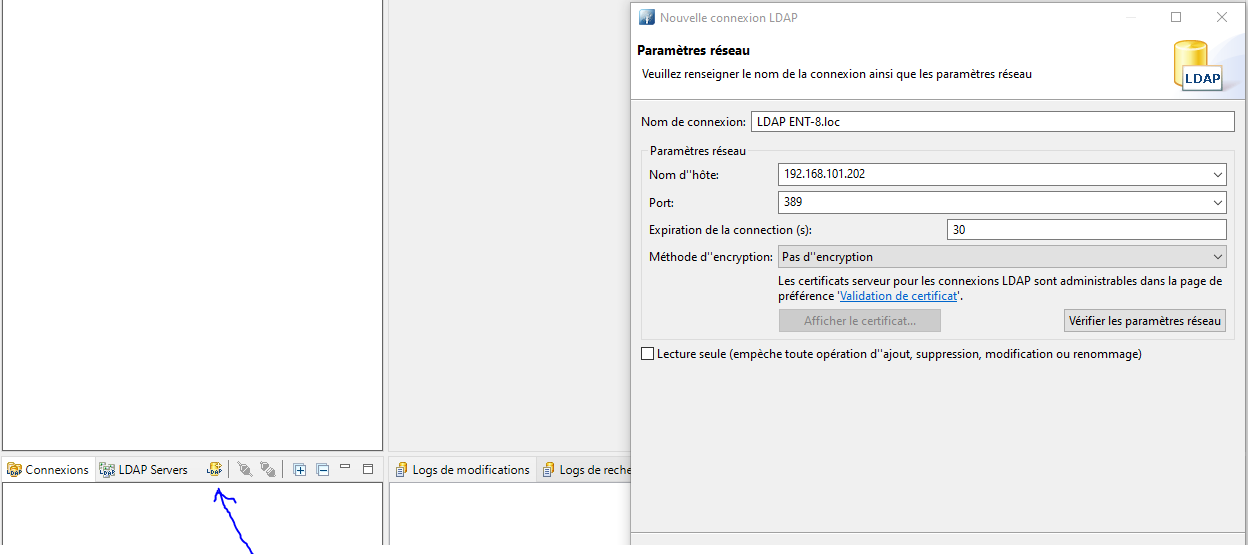 Nouvelle connexion LDAP
Paramètres réseau
Veuillez renseigner le nom de la connexion ainsi que les paramètres réseau
LDAP
Nom de connexion: LDAP ENT-8.loc
Paramètres réseau
Nom d''hôte: 192.168.101.202
Port: 389
Expiration de la connection (s): 30
Méthode d''encryption: Pas d''encryption
Les certificats serveur pour les connexions LDAP sont administrables dans la page de
préférence 'Validation de certificat'.
Afficher le certificat... Vérifier les paramètres réseau
Lecture seule (empèche toute opération d''ajout, suppression, modification ou renommage)
Connexions LDAP Servers LDAP Logs de modifications Logs de reche